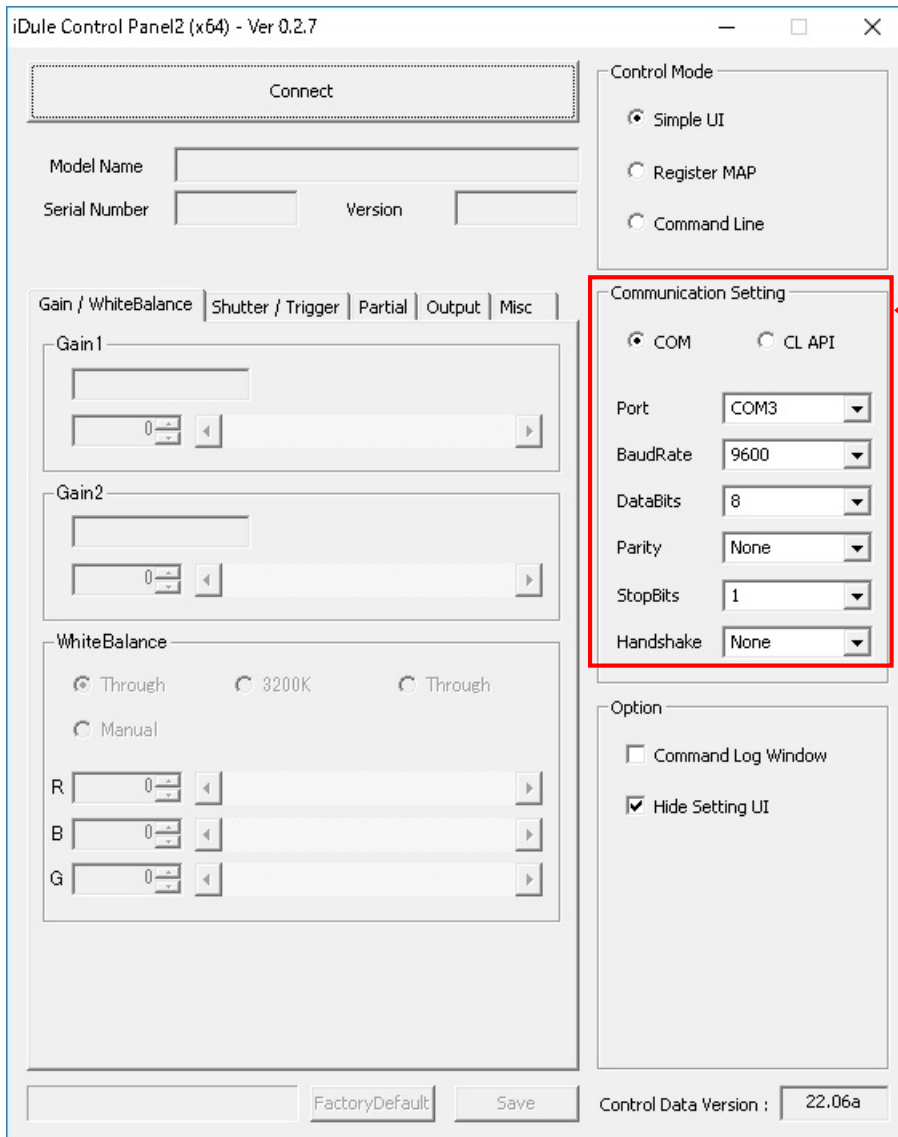 iDule Control Panel2 (x64) - Ver 0.2.7
Connect
Model Name
Serial Number
Version
Gain / WhiteBalance
Shutter / Trigger
Partial
Output
Misc
Gain1
0
Gain2
0
WhiteBalance
Through
3200K
Through
Manual
R
0
B
0
G
0
FactoryDefault
Save
Control Mode
Simple UI
Register MAP
Command Line
Communication Setting
COM
CL API
Port
COM3
BaudRate
9600
DataBits
8
Parity
None
StopBits
1
Handshake
None
Option
Command Log Window
Hide Setting UI
Control Data Version :
22.06a